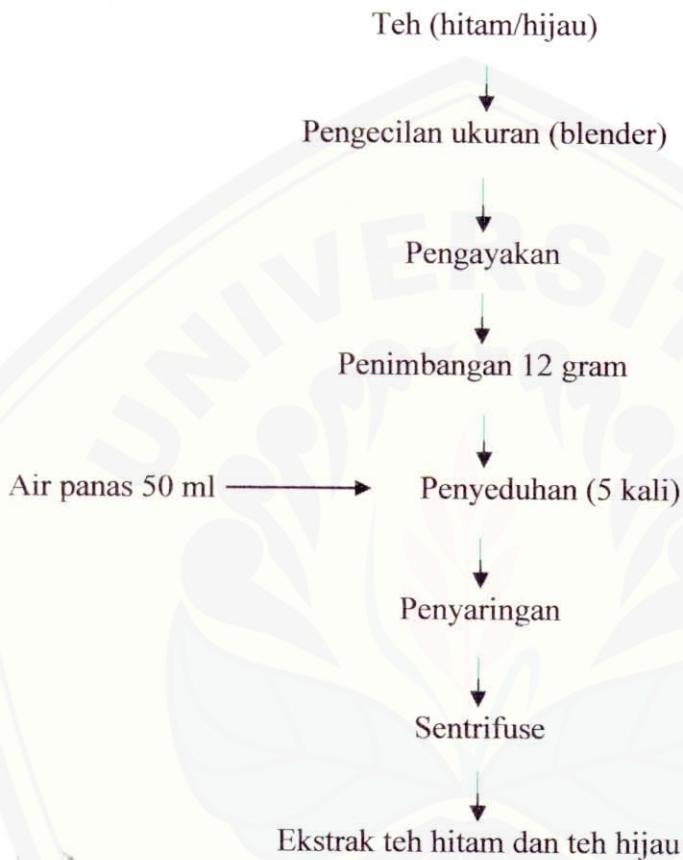 Teh (hitam/hijau)
Pengecilan ukuran (blender)
Pengayakan
Penimbangan 12 gram
Air panas 50 ml
Penyeduhan (5 kali)
Penyaringan
Sentrifuse
Ekstrak teh hitam dan teh hijau
UNIVERSIT